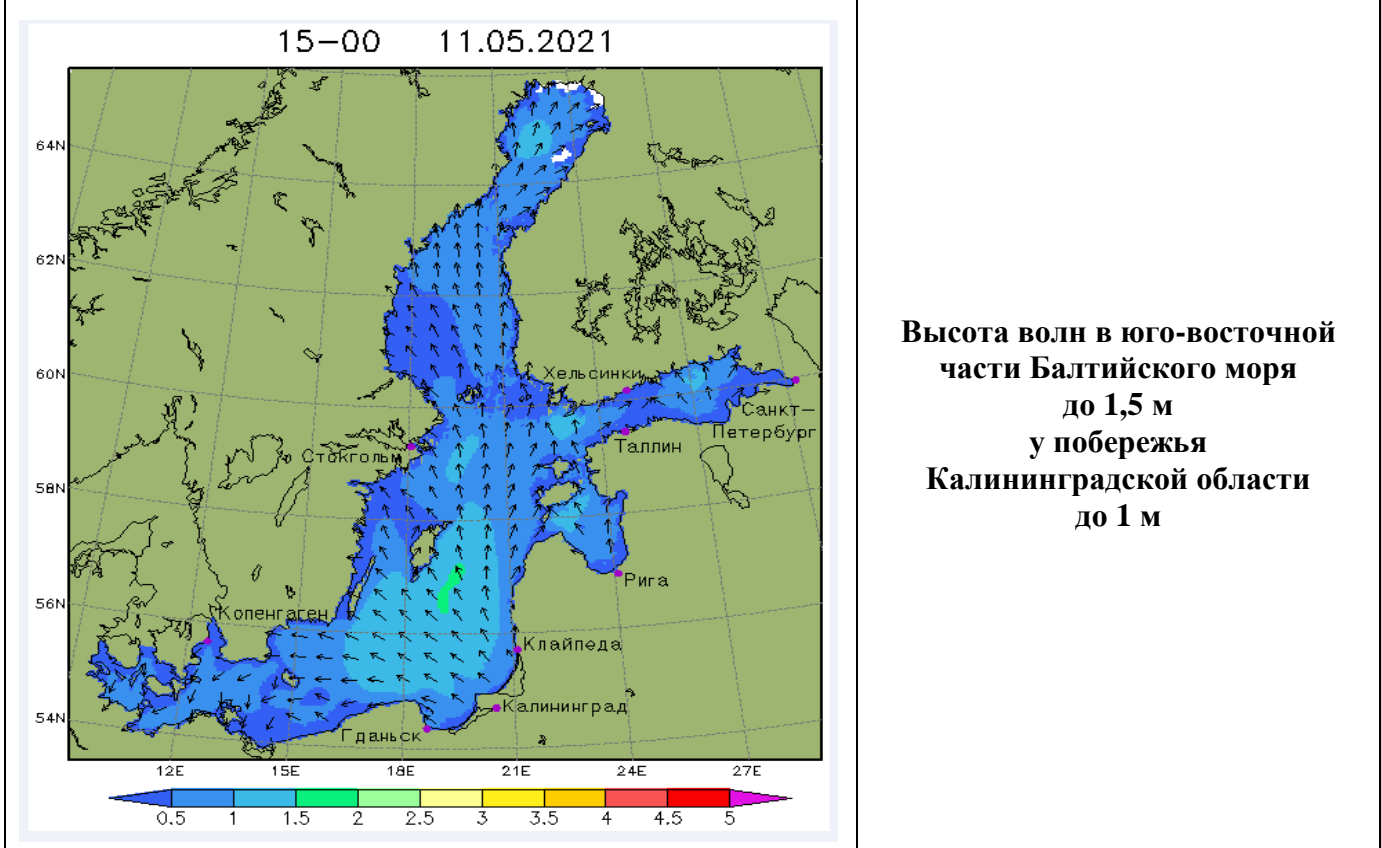 15-00 11.05.2021
64N
62N
60N
58N
56N
54N
Хельсинки
Санкт-
Петербург
Таллин
Стокгольм
Рига
Копенгаген
Клайпеда
Калининград
Гданьск
12E 15E 18E 21E 24E 27E
0.5 1 1.5 2 2.5 3 3.5 4 4.5 5
Высота волн в юго-восточной
части Балтийского моря
до 1,5 м
у побережья
Калининградской области
до 1 м